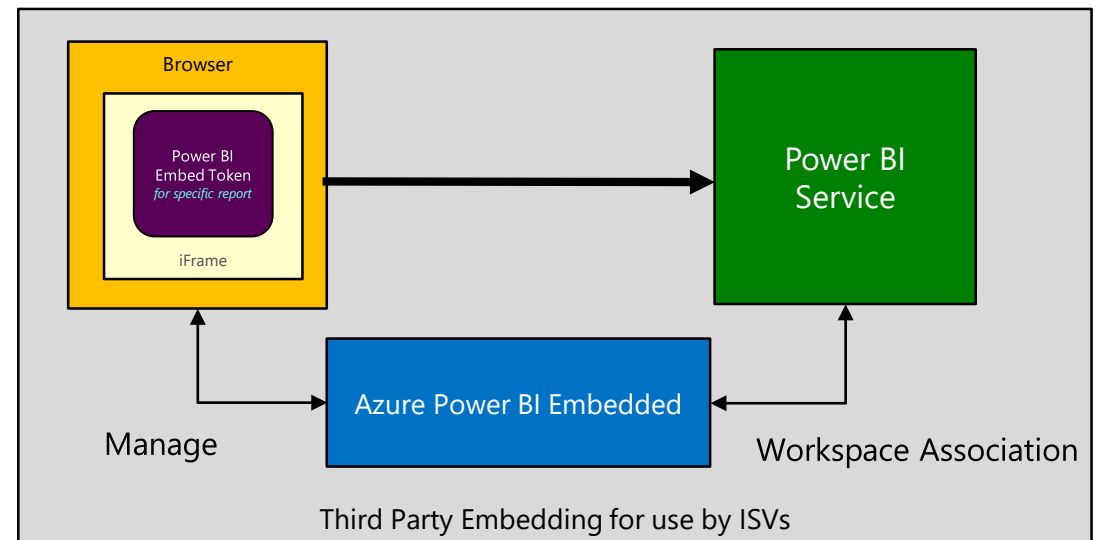 Browser
Power BI
Embed Token
for specific report
iFrame
Power BI
Service
Azure Power BI Embedded
Manage
Workspace Association
Third Party Embedding for use by ISVs